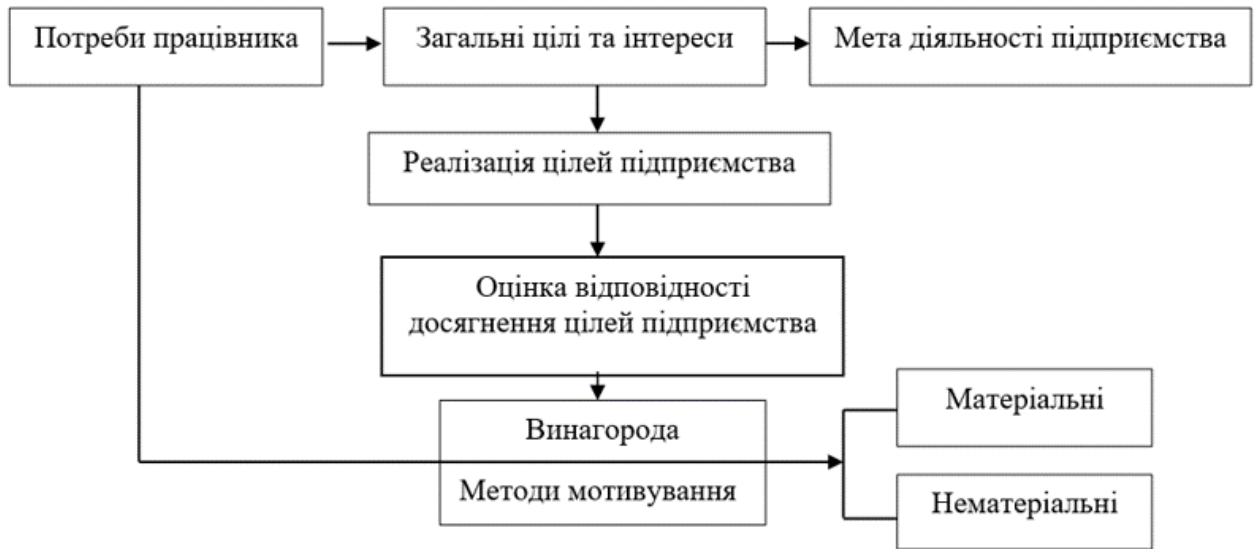 Потреби працівника
Загальні цілі та інтереси
Мета діяльності підприємства
Реалізація цілей підприємства
Оцінка відповідності
досягнення цілей підприємства
Винагорода
Методи мотивування
Матеріальні
Нематеріальні